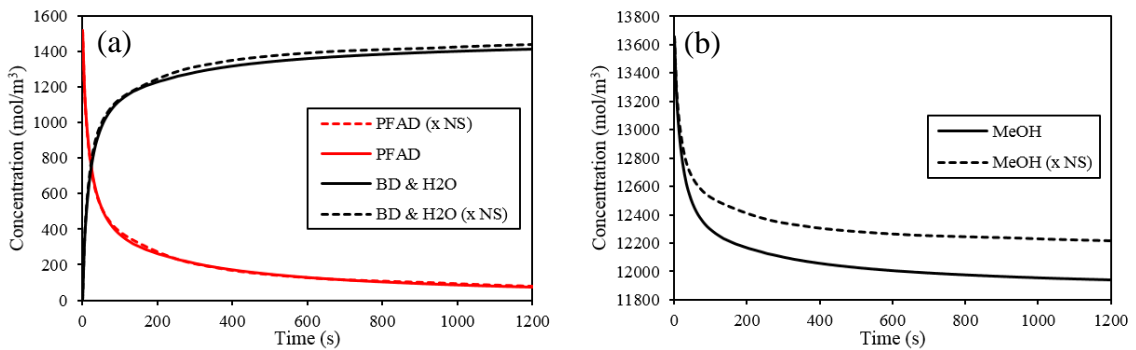 (a)
Concentration (mol/m³)
1600
1400
1200
1000
800
600
400
200
0
PFAD (x NS)
PFAD
BD & H2O
BD & H2O (x NS)
0 200 400 600 800 1000 1200
Time (s)
(b)
Concentration (mol/m³)
13800
13600
13400
13200
13000
12800
12600
12400
12200
12000
11800
MeOH
MeOH (x NS)
0 200 400 600 800 1000 1200
Time (s)